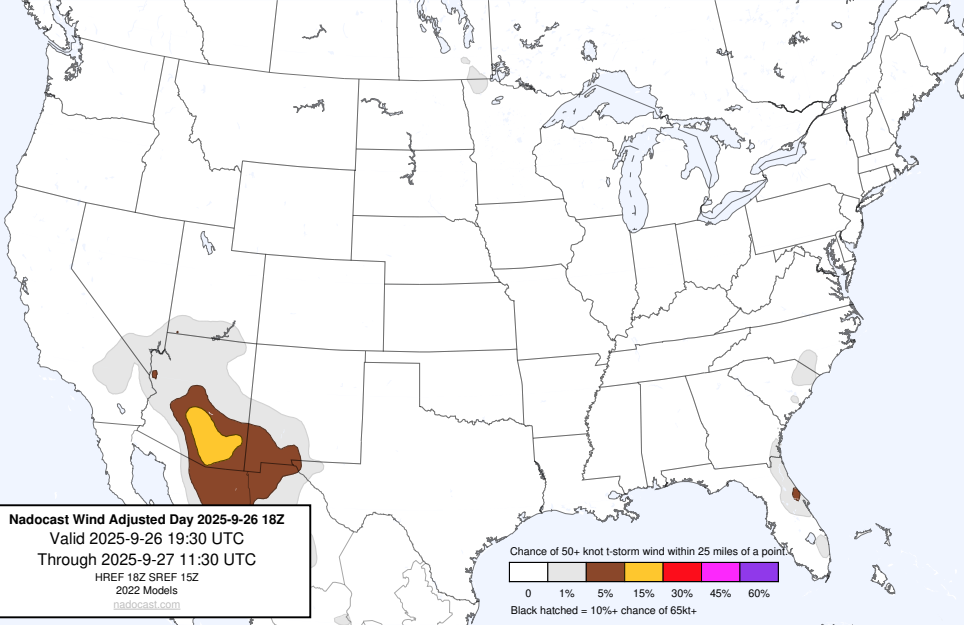 Nadocast Wind Adjusted Day 2025-9-26 18Z
Valid 2025-9-26 19:30 UTC
Through 2025-9-27 11:30 UTC
HREF 18Z SREF 15Z
2022 Models
nadocast.com
Chance of 50+ knot t-storm wind within 25 miles of a point.
0 1% 5% 15% 30% 45% 60%
Black hatched = 10%+ chance of 65kt+